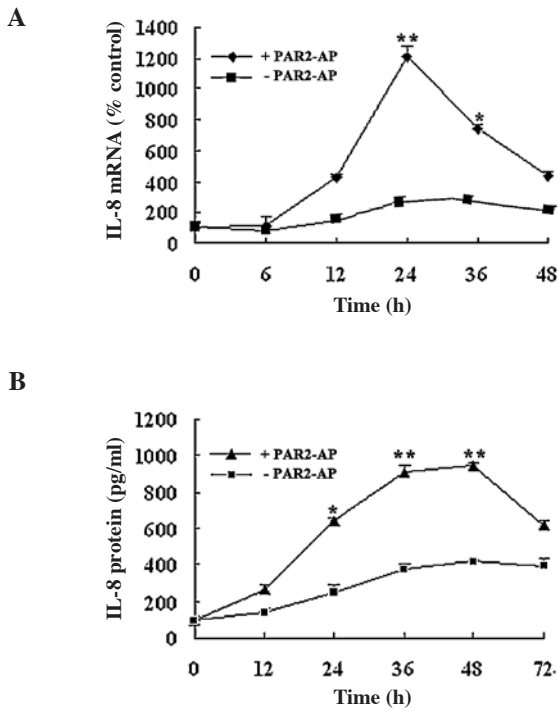 A
IL-8 mRNA (% control)
1400
1200
1000
800
600
400
200
0
+ PAR2-AP
- PAR2-AP
**
*
0 6 12 24 36 48
Time (h)
B
IL-8 protein (pg/ml)
1200
1000
800
600
400
200
0
+ PAR2-AP
- PAR2-AP
*
**
**
0 12 24 36 48 72.
Time (h)